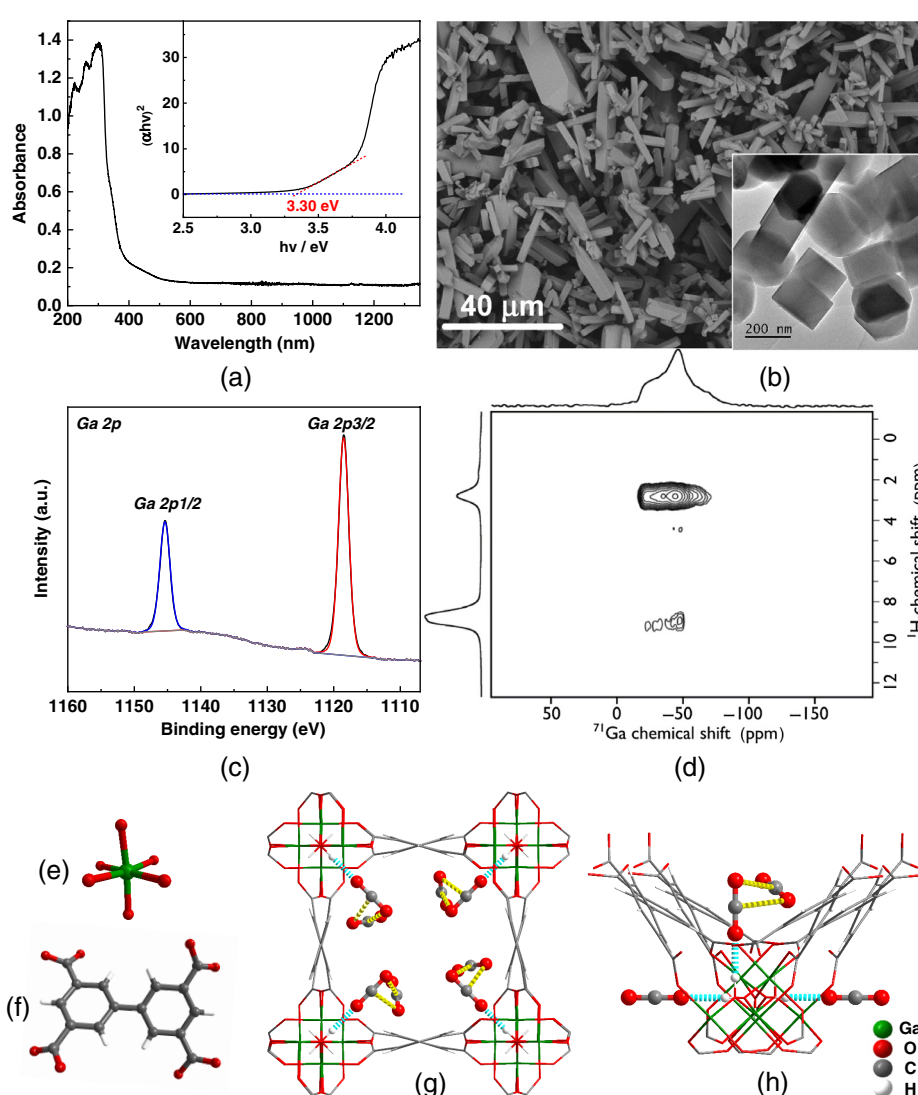 1.4
1.2
1.0
0.8
0.6
0.4
0.2
0.0
Absorbance
200 400 600 800 1000 1200
Wavelength (nm)
30
20
10
0
(αhν)²
3.30 eV
2.5 3.0 3.5 4.0
hν / eV
(a)
40 μm
200 nm
(b)
Ga 2p
Ga 2p3/2
Ga 2p1/2
Intensity (a.u.)
1160 1150 1140 1130 1120 1110
Binding energy (eV)
(c)
0
2
4
6
8
10
12
¹H chemical shift (ppm)
50 0 −50 −100 −150
⁷¹Ga chemical shift (ppm)
(d)
(e)
(f)
(g)
(h)
Ga
O
C
H